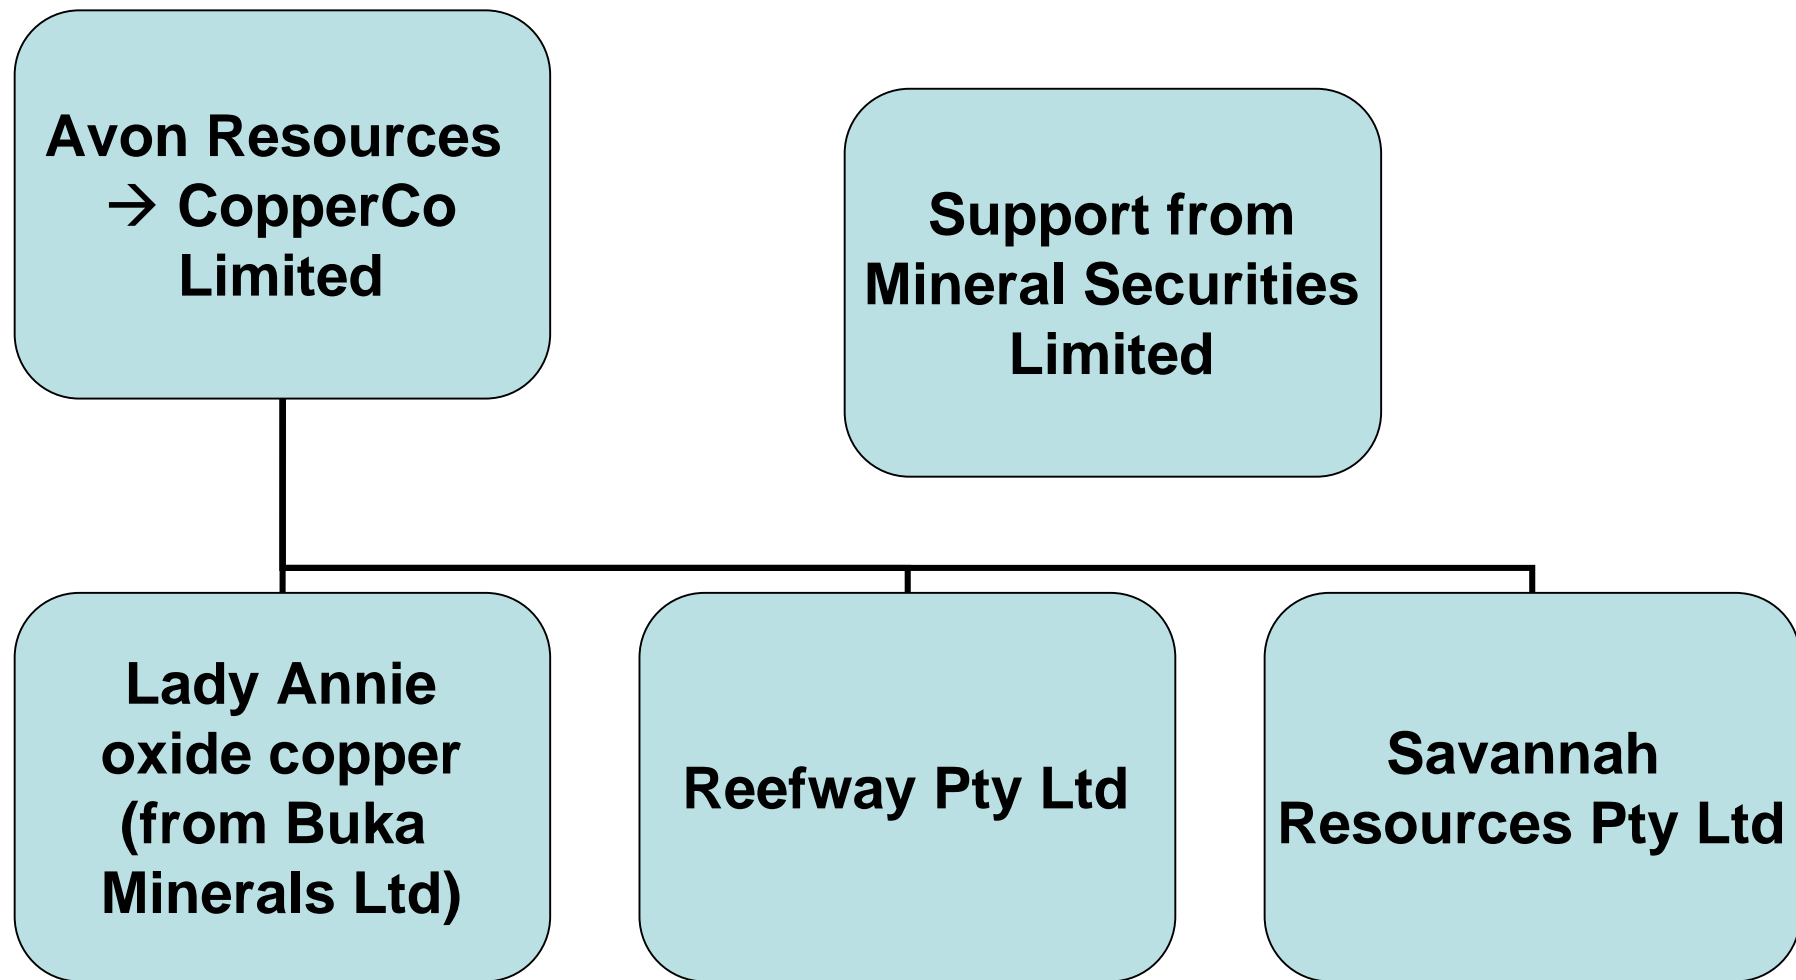 Avon Resources
→ CopperCo
Limited
Support from
Mineral Securities
Limited
Lady Annie
oxide copper
(from Buka
Minerals Ltd)
Reefway Pty Ltd
Savannah
Resources Pty Ltd